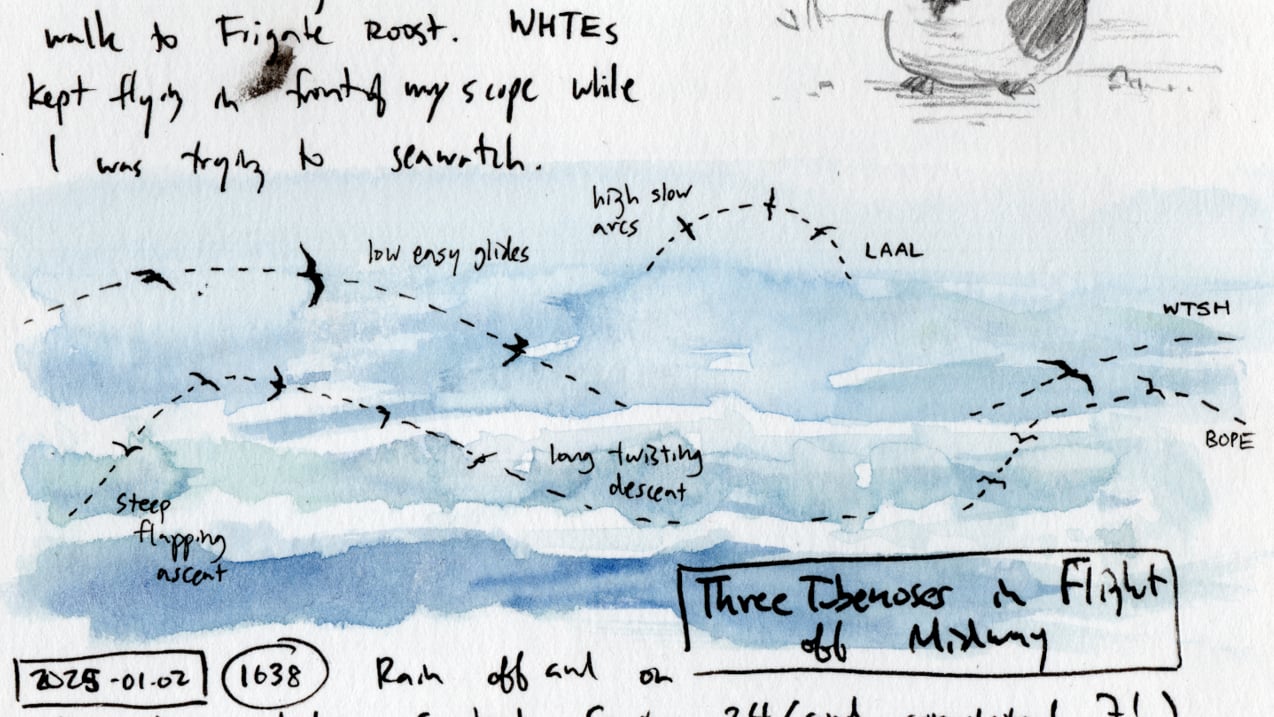 walk to Frigate Roost. WHTEs
kept flying in front of my scope while
I was trying to seawatch.
high slow
arcs
LAAL
low easy glides
WTSH
BOPE
long twisting
descent
steep
flapping
ascent
Three Tubenoses in Flight
off Midway
2025-01-02
1638
Rain off and on